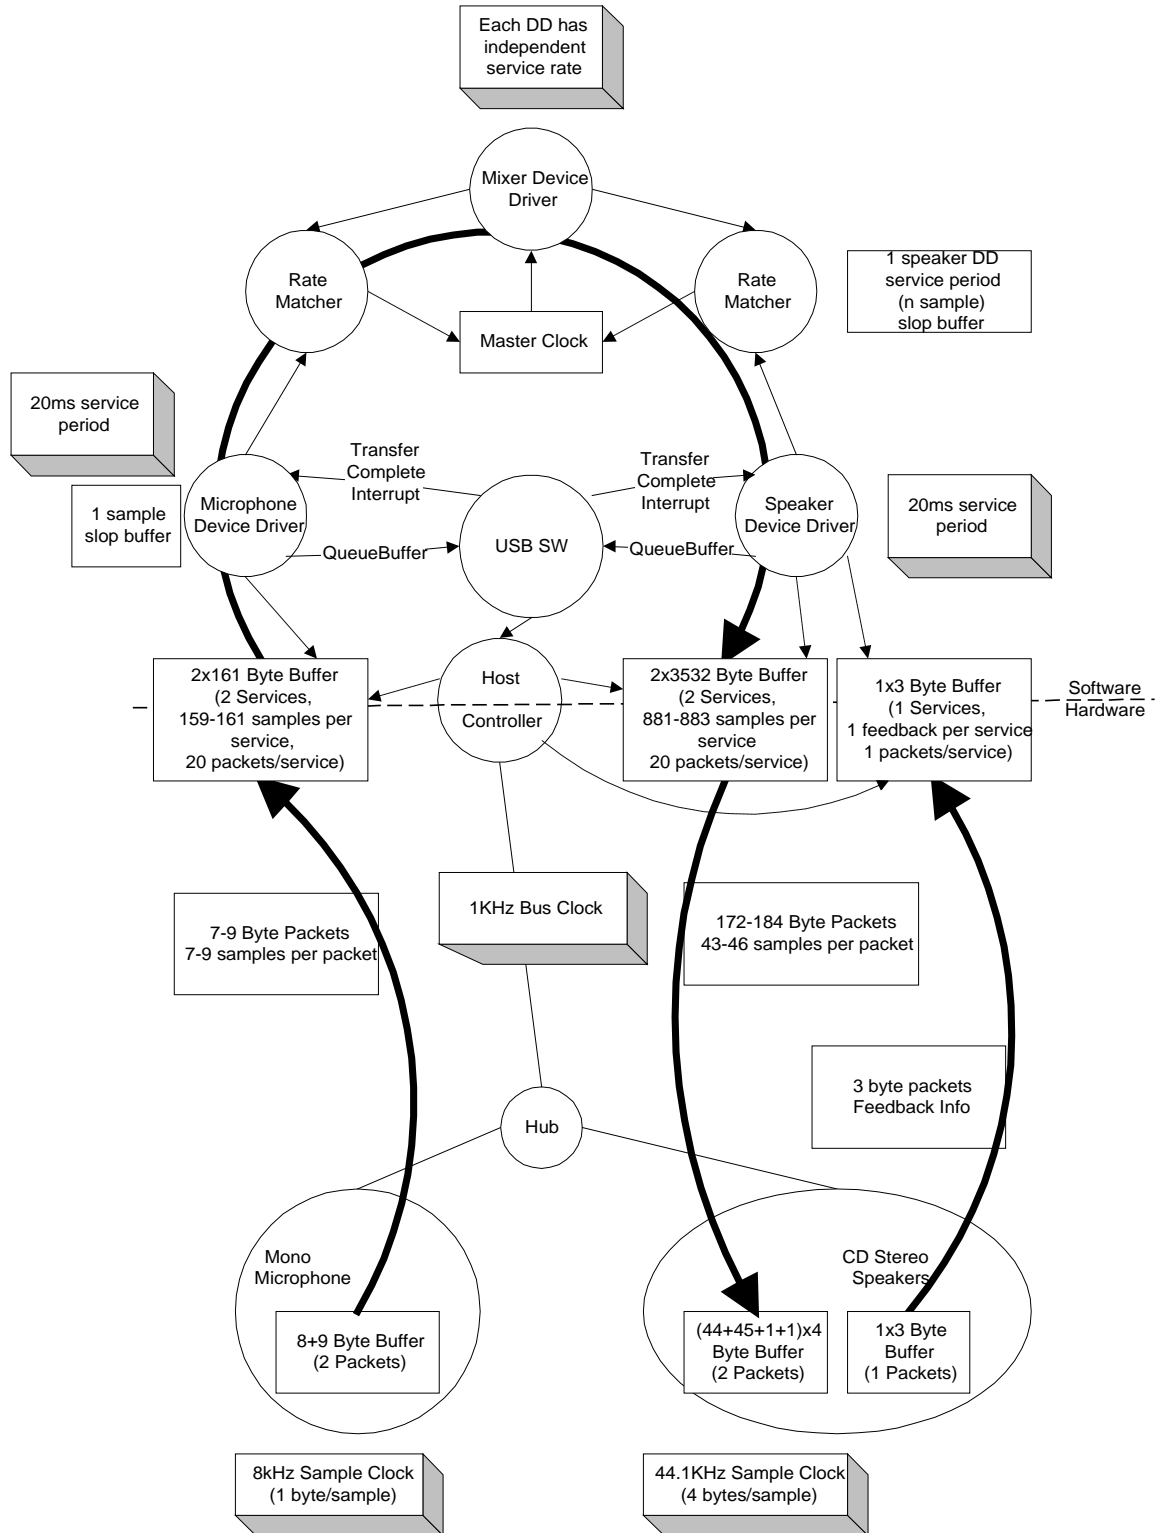 Each DD has
independent
service rate
Mixer Device
Driver
Rate
Matcher
Rate
Matcher
1 speaker DD
service period
(n sample)
slop buffer
Master Clock
20ms service
period
Transfer
Complete
Interrupt
Transfer
Complete
Interrupt
1 sample
slop buffer
Microphone
Device Driver
QueueBuffer
USB SW
QueueBuffer
Speaker
Device Driver
20ms service
period
2x161 Byte Buffer
(2 Services,
159-161 samples per
service,
20 packets/service)
Host
Controller
2x3532 Byte Buffer
(2 Services,
881-883 samples per
service
20 packets/service)
1x3 Byte Buffer
(1 Services,
1 feedback per service
1 packets/service)
Software
Hardware
7-9 Byte Packets
7-9 samples per packet
1KHz Bus Clock
172-184 Byte Packets
43-46 samples per packet
3 byte packets
Feedback Info
Hub
Mono
Microphone
8+9 Byte Buffer
(2 Packets)
CD Stereo
Speakers
(44+45+1+1)x4
Byte Buffer
(2 Packets)
1x3 Byte
Buffer
(1 Packets)
8kHz Sample Clock
(1 byte/sample)
44.1KHz Sample Clock
(4 bytes/sample)